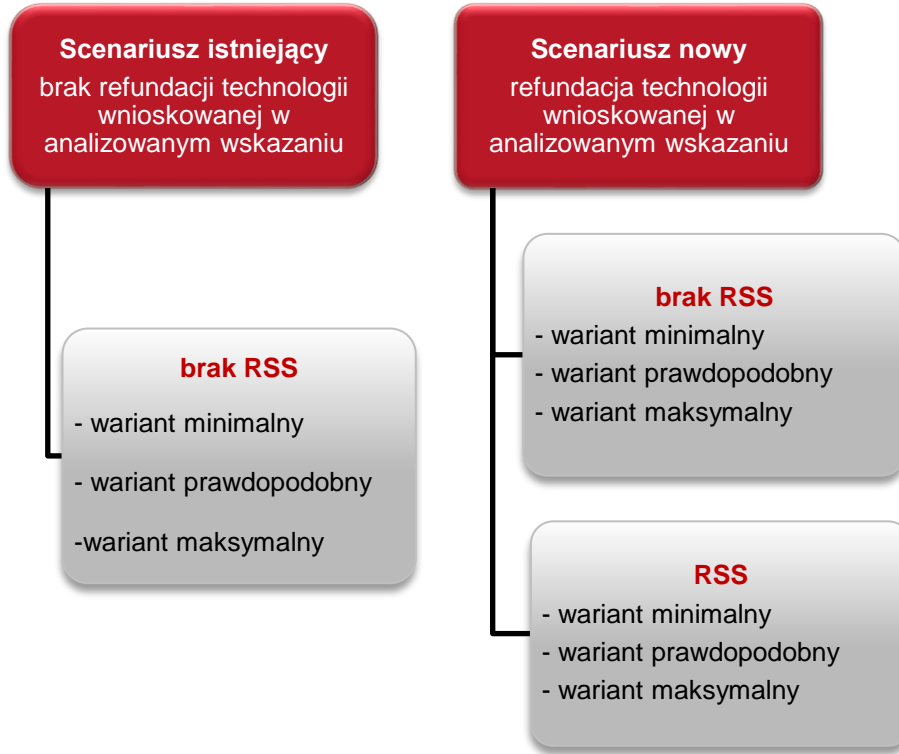 Scenariusz istniejący
brak refundacji technologii
wnioskowanej w
analizowanym wskazaniu
brak RSS
- wariant minimalny
- wariant prawdopodobny
-wariant maksymalny
Scenariusz nowy
refundacja technologii
wnioskowanej w
analizowanym wskazaniu
brak RSS
- wariant minimalny
- wariant prawdopodobny
- wariant maksymalny
RSS
- wariant minimalny
- wariant prawdopodobny
- wariant maksymalny